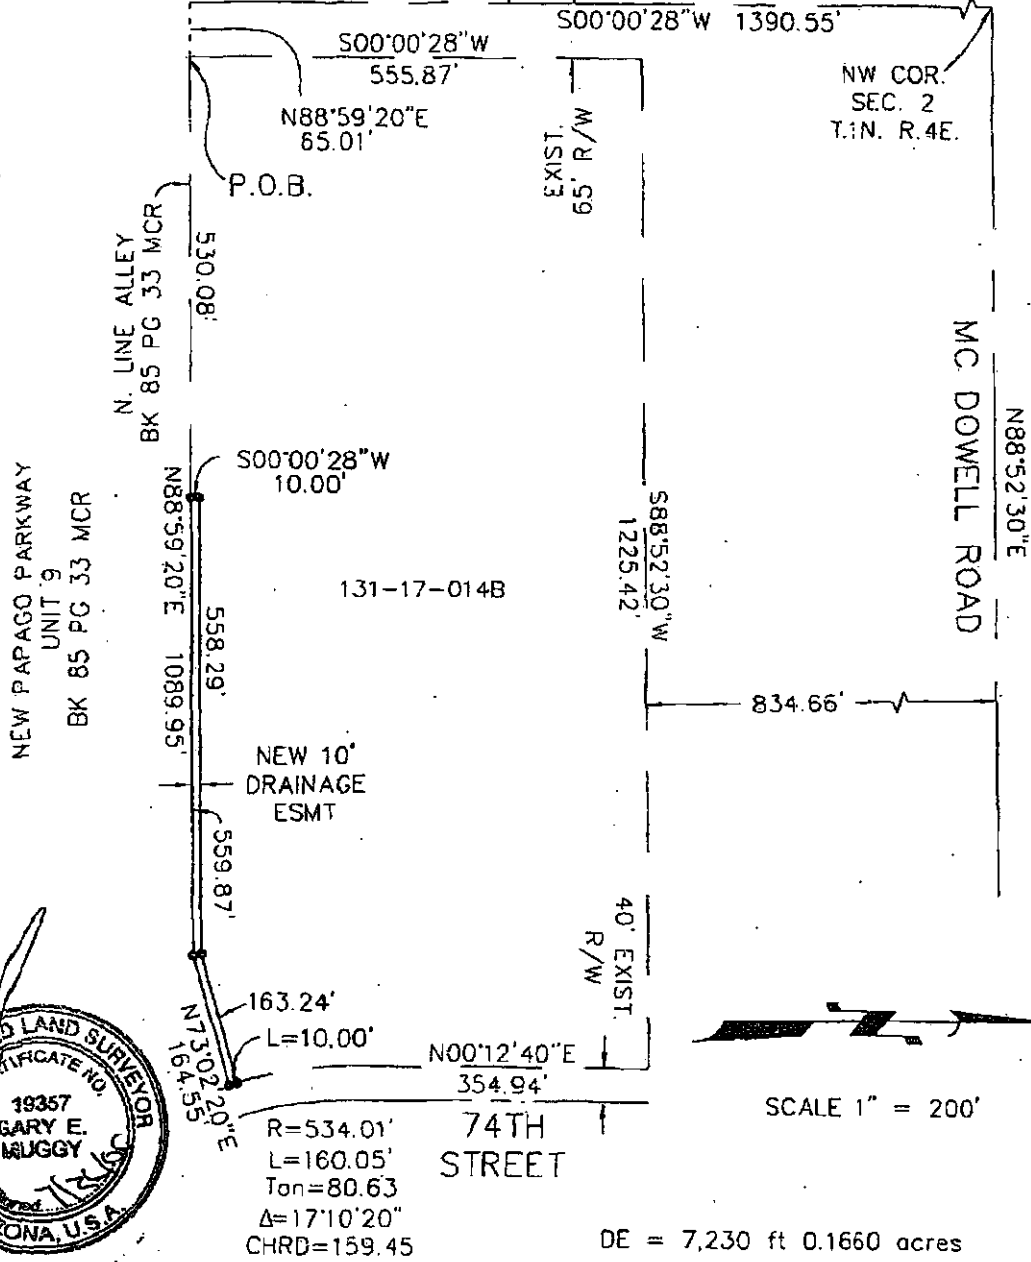 S00°00'28"W 1390.55'
S00°00'28"W
555.87'
NW COR.
SEC. 2
T.1N. R.4E.
N88°59'20"E
65.01'
EXIST.
65' R/W
P.O.B.
N. LINE ALLEY
BK 85 PG 33 MCR
530.08'
MC DOWELL ROAD
N88°52'30"E
S00°00'28"W
10.00'
NEW PAPAGO PARKWAY
UNIT 9
BK 85 PG 33 MCR
N88°59'20"E 1089.95'
558.29'
131-17-014B
S88°52'30"W
1225.42'
834.66'
NEW 10'
DRAINAGE
ESMT
559.87'
40' EXIST.
R/W
163.24'
L=10.00'
N73°02'20"E
164.55'
N00°12'40"E
354.94'
74TH
STREET
SCALE 1" = 200'
R=534.01'
L=160.05'
Tan=80.63
Δ=17°10'20"
CHRD=159.45
D LAND SURVEYOR
TIFICATE NO.
19357
GARY E.
MUGGY
ZONA, U.S.A.
DE = 7,230 ft 0.1660 acres